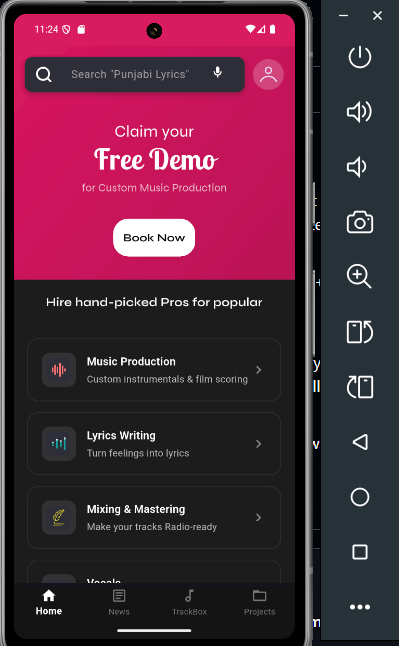 11:24
Search "Punjabi Lyrics"
Claim your
Free Demo
for Custom Music Production
Book Now
Hire hand-picked Pros for popular
Music Production
Custom instrumentals & film scoring
Lyrics Writing
Turn feelings into lyrics
Mixing & Mastering
Make your tracks Radio-ready
Vocals
Home
News
TrackBox
Projects